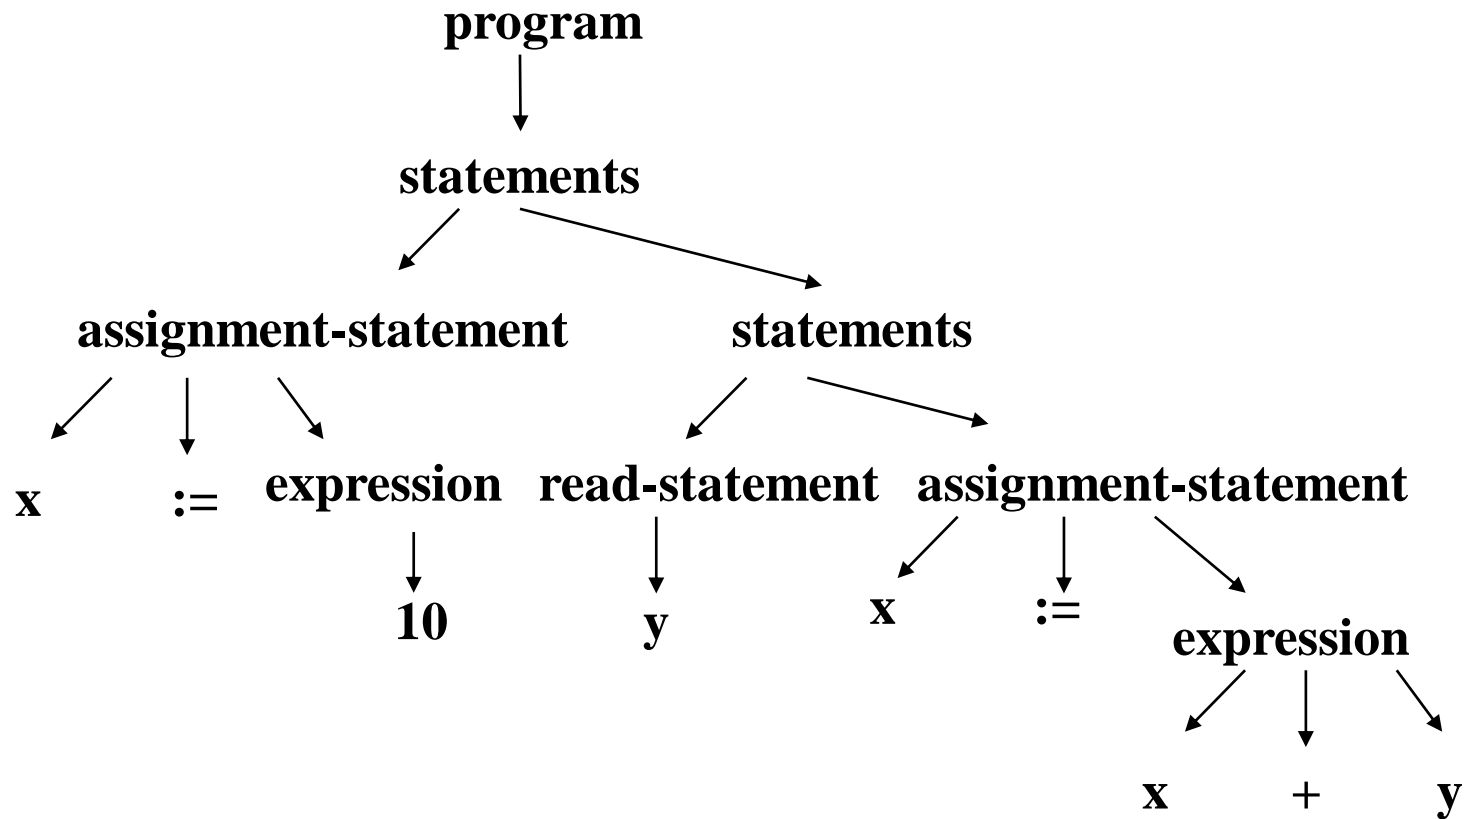 program
statements
assignment-statement statements
x := expression read-statement assignment-statement
10 y x :=
expression
x + y